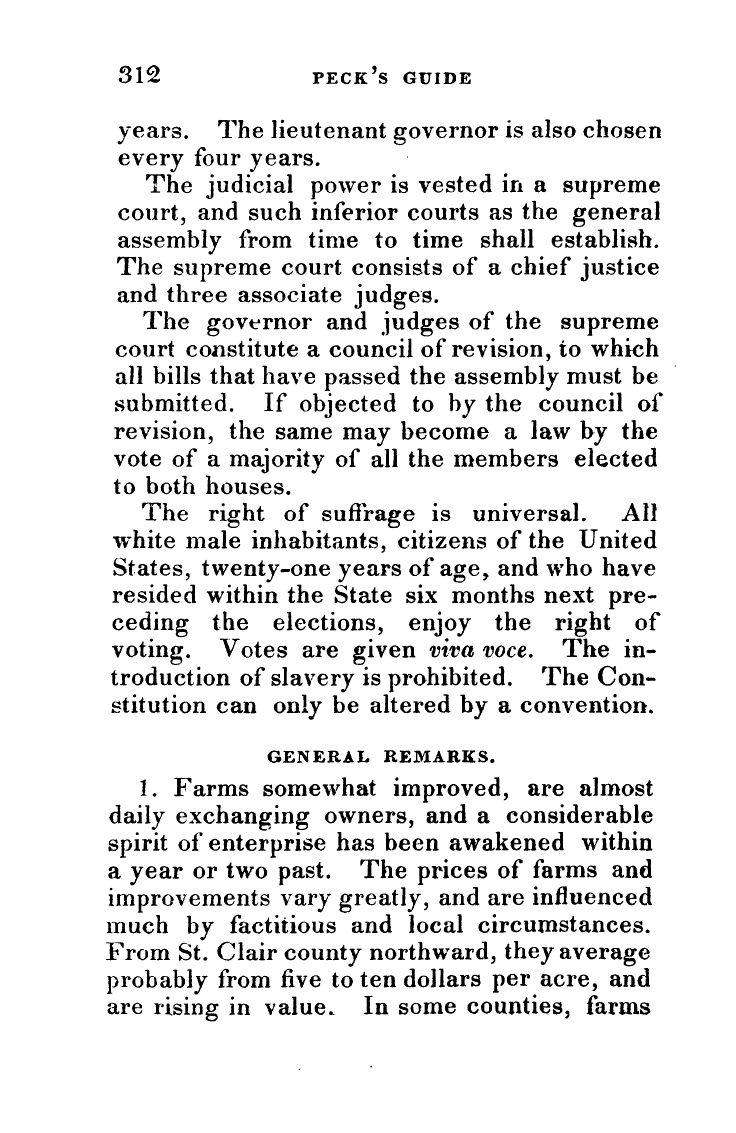 312 PECK'S GUIDE
years. The lieutenant governor is also chosen
every four years.
The judicial power is vested in a supreme
court, and such inferior courts as the general
assembly from time to time shall establish.
The supreme court consists of a chief justice
and three associate judges.
The governor and judges of the supreme
court constitute a council of revision, to which
all bills that have passed the assembly must be
submitted. If objected to by the council of
revision, the same may become a law by the
vote of a majority of all the members elected
to both houses.
The right of suffrage is universal. All
white male inhabitants, citizens of the United
States, twenty-one years of age, and who have
resided within the State six months next pre-
ceding the elections, enjoy the right of
voting. Votes are given viva voce. The in-
troduction of slavery is prohibited. The Con-
stitution can only be altered by a convention.
GENERAL REMARKS.
1. Farms somewhat improved, are almost
daily exchanging owners, and a considerable
spirit of enterprise has been awakened within
a year or two past. The prices of farms and
improvements vary greatly, and are influenced
much by factitious and local circumstances.
From St. Clair county northward, they average
probably from five to ten dollars per acre, and
are rising in value. In some counties, farms